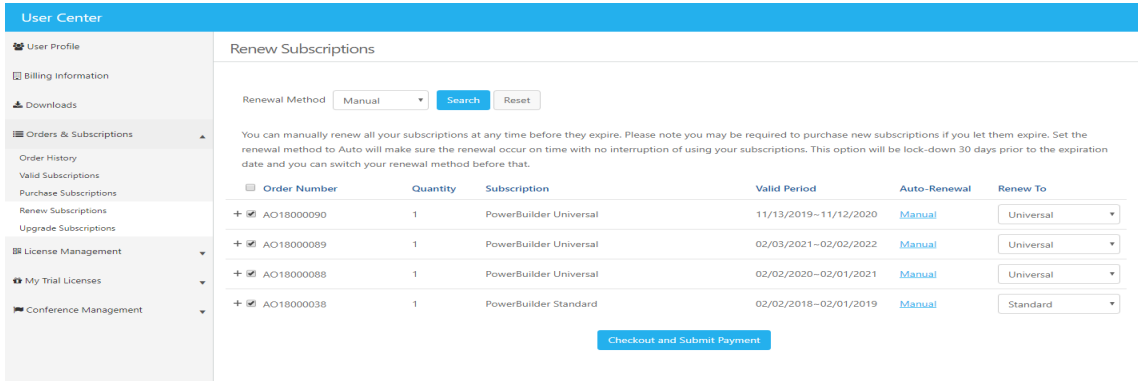 User Center
User Profile
Billing Information
Downloads
Orders & Subscriptions
Order History
Valid Subscriptions
Purchase Subscriptions
Renew Subscriptions
Upgrade Subscriptions
License Management
My Trial Licenses
Conference Management
Renew Subscriptions
Renewal Method Manual Search Reset
You can manually renew all your subscriptions at any time before they expire. Please note you may be required to purchase new subscriptions if you let them expire. Set the
renewal method to Auto will make sure the renewal occur on time with no interruption of using your subscriptions. This option will be lock-down 30 days prior to the expiration
date and you can switch your renewal method before that.
Order Number Quantity Subscription Valid Period Auto-Renewal Renew To
AO18000090 1 PowerBuilder Universal 11/13/2019~11/12/2020 Manual Universal
AO18000089 1 PowerBuilder Universal 02/03/2021~02/02/2022 Manual Universal
AO18000088 1 PowerBuilder Universal 02/02/2020~02/01/2021 Manual Universal
AO18000038 1 PowerBuilder Standard 02/02/2018~02/01/2019 Manual Standard
Checkout and Submit Payment